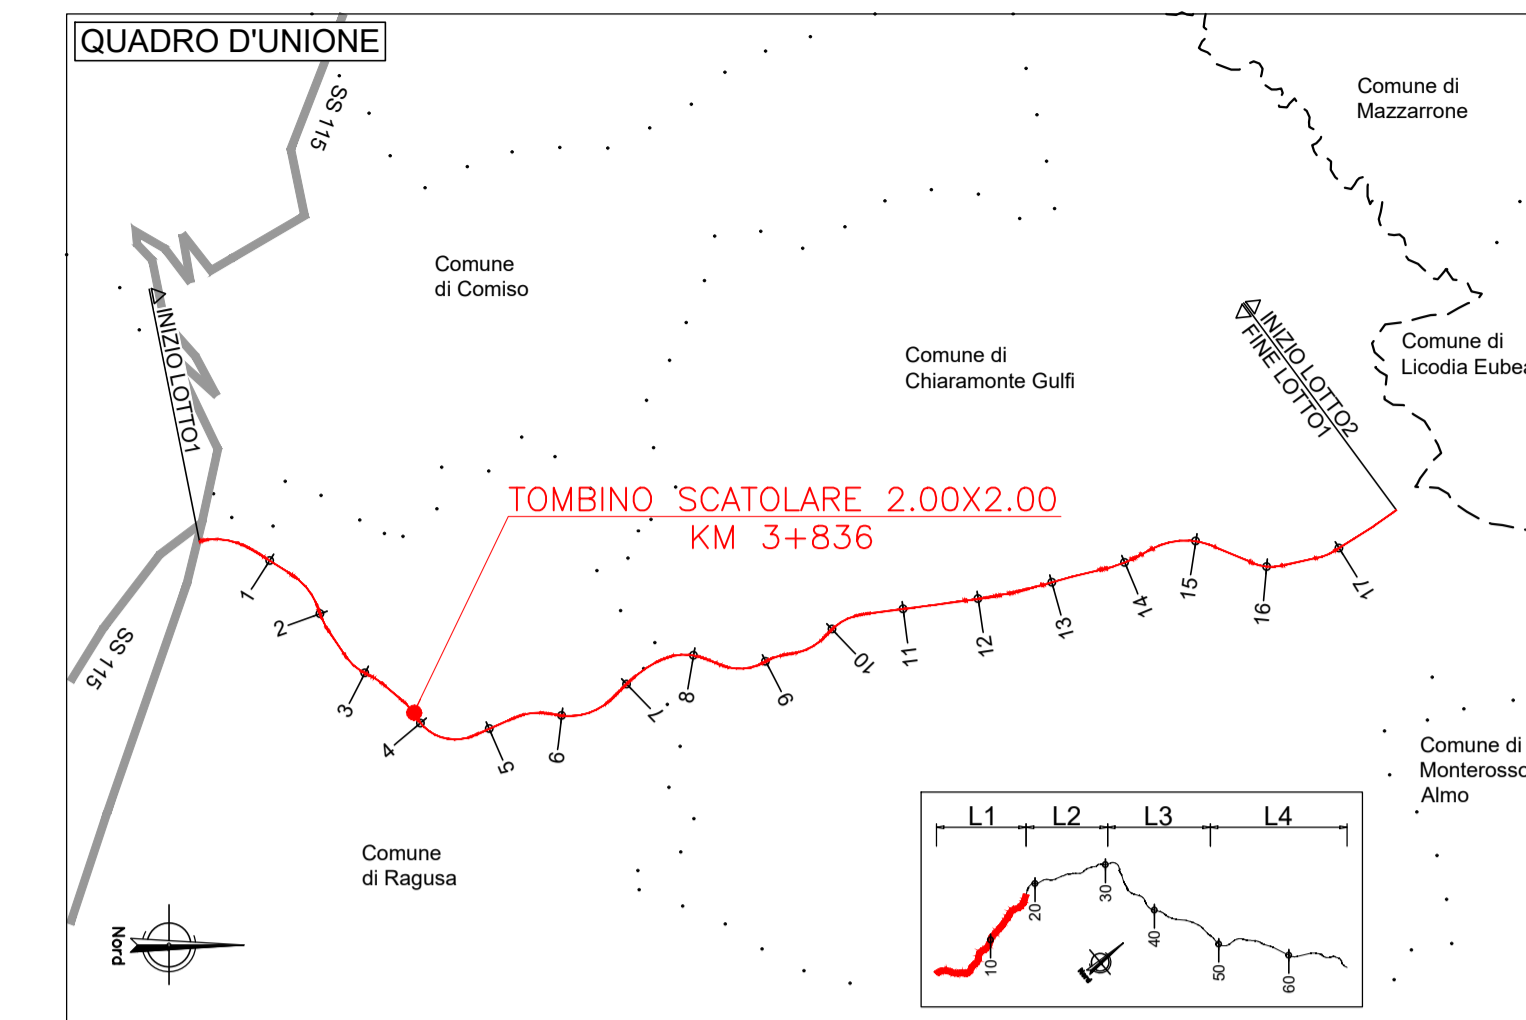 QUADRO D'UNIONE
SS 115
Comune di
Mazzarrone
Comune
di Comiso
INIZIO LOTTO1
Comune di
Chiaramonte Gulfi
INIZIO LOTTO2
FINE LOTTO1
Comune di
Licodia Eubea
TOMBINO SCATOLARE 2.00X2.00
KM 3+836
1
2
3
4
5
6
7
8
9
10
11
12
13
14
15
16
17
SS 115
Comune di
Monterosso
Almo
Comune
di Ragusa
Nord
L1 L2 L3 L4
10
20
30
40
50
60
Nord